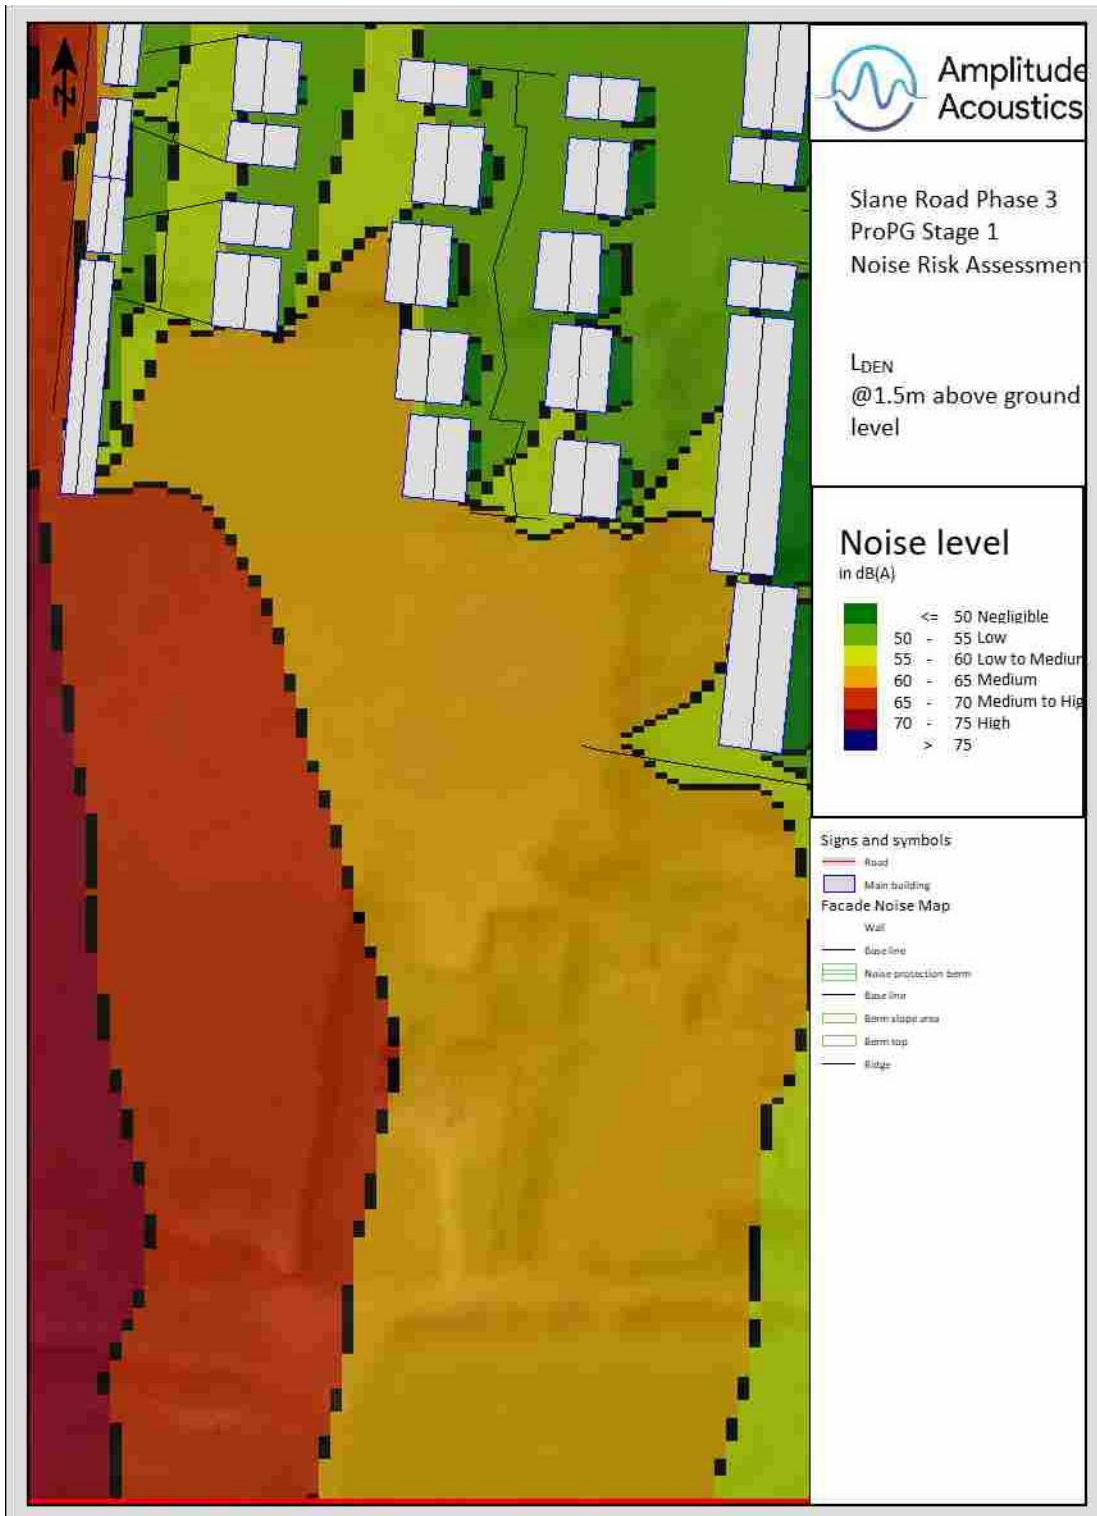 N
Amplitude
Acoustics
Slane Road Phase 3
ProPG Stage 1
Noise Risk Assessment
LDEN
@1.5m above ground
level
Noise level
in dB(A)
<= 50 Negligible
50 - 55 Low
55 - 60 Low to Medium
60 - 65 Medium
65 - 70 Medium to Hig
70 - 75 High
> 75
Signs and symbols
Road
Main building
Facade Noise Map
Wall
Base line
Noise protection berm
Base line
Berm slope area
Berm top
Ridge